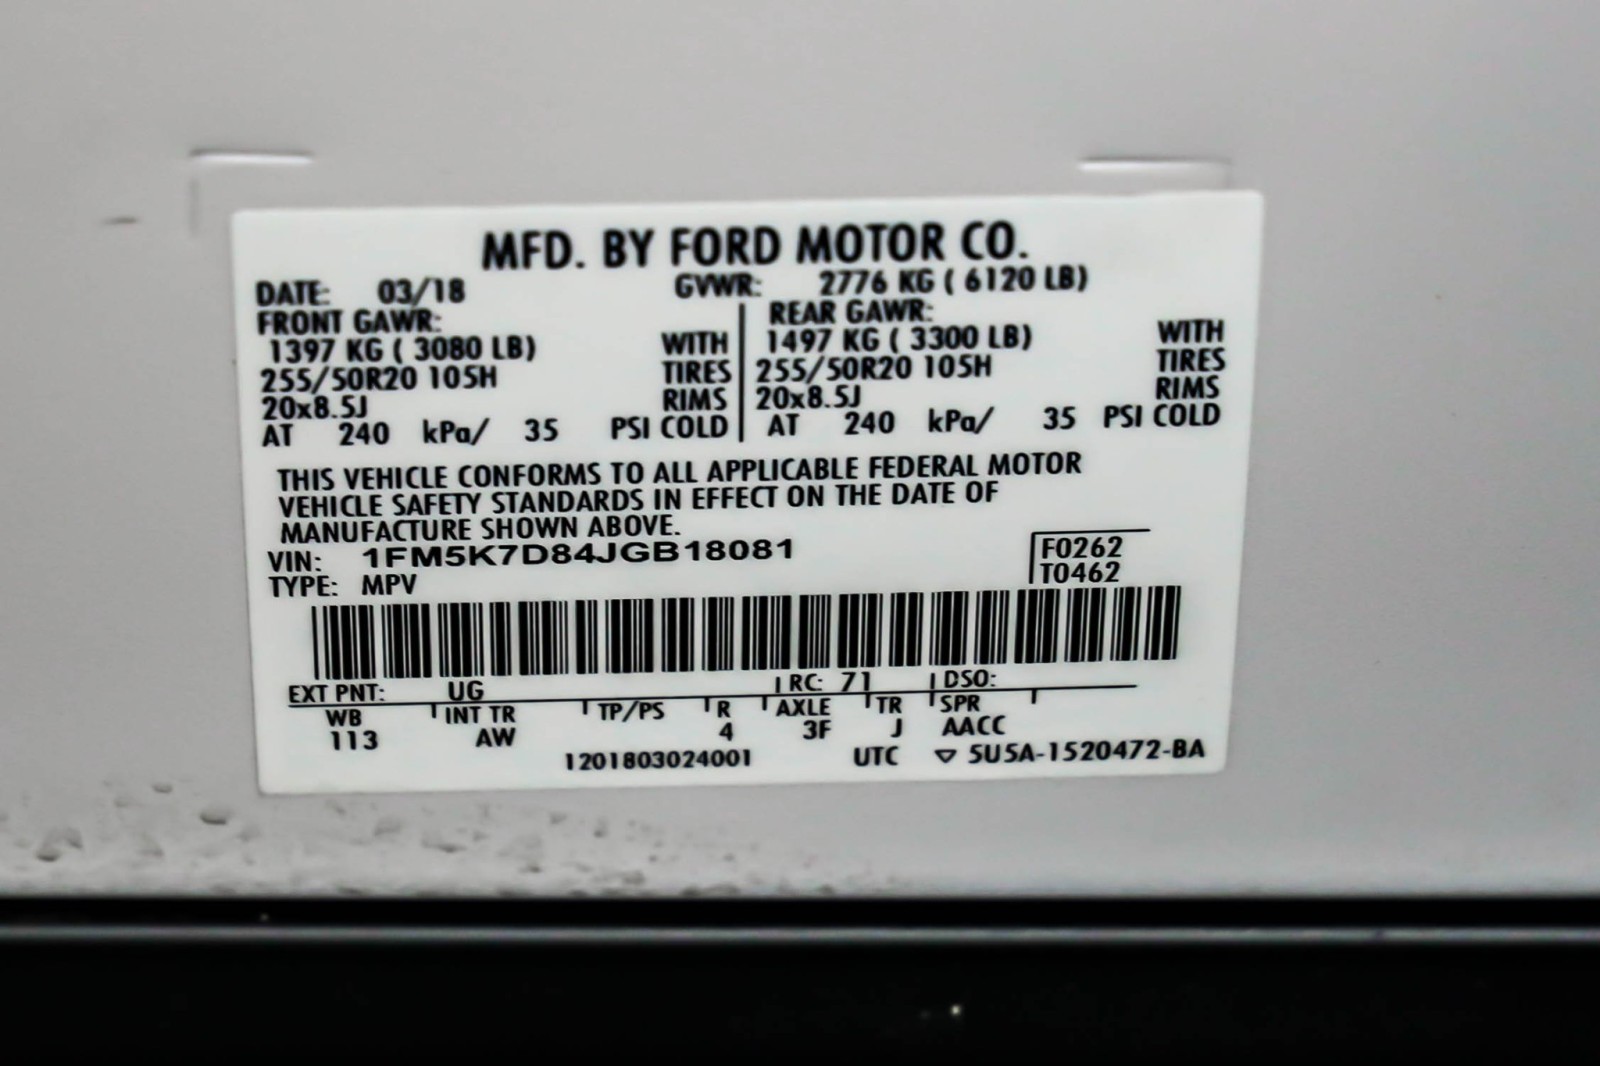 MFD. BY FORD MOTOR CO.
DATE: 03/18 GVWR: 2776 KG ( 6120 LB)
FRONT GAWR: REAR GAWR:
1397 KG ( 3080 LB) WITH 1497 KG ( 3300 LB) WITH
255/50R20 105H TIRES 255/50R20 105H TIRES
20x8.5J RIMS 20x8.5J RIMS
AT 240 kPa/ 35 PSI COLD AT 240 kPa/ 35 PSI COLD
THIS VEHICLE CONFORMS TO ALL APPLICABLE FEDERAL MOTOR
VEHICLE SAFETY STANDARDS IN EFFECT ON THE DATE OF
MANUFACTURE SHOWN ABOVE.
VIN: 1FM5K7D84JGB18081 F0262
TYPE: MPV T0462
EXT PNT: UG RC: 71 DSO:
WB INT TR TP/PS R AXLE TR SPR
113 AW 4 3F J AACC
1201803024001 UTC ▽ 5U5A-1520472-BA